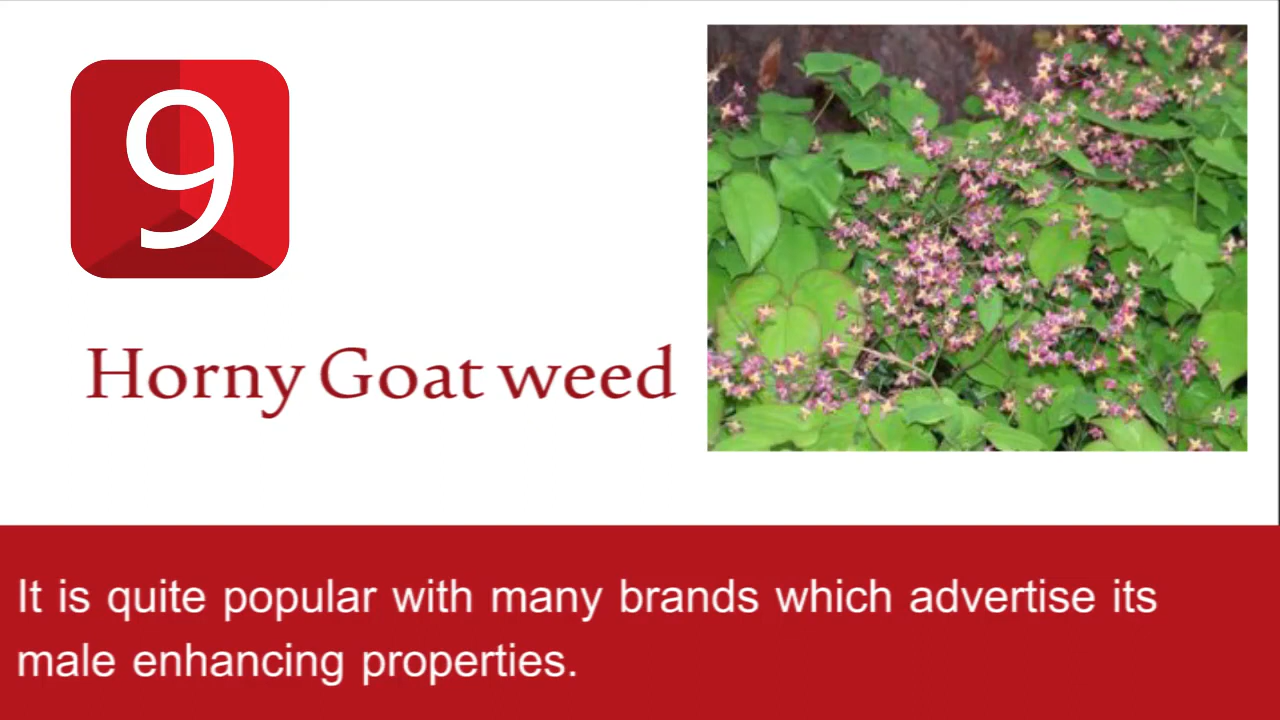 9
Horny Goat weed
It is quite popular with many brands which advertise its
male enhancing properties.